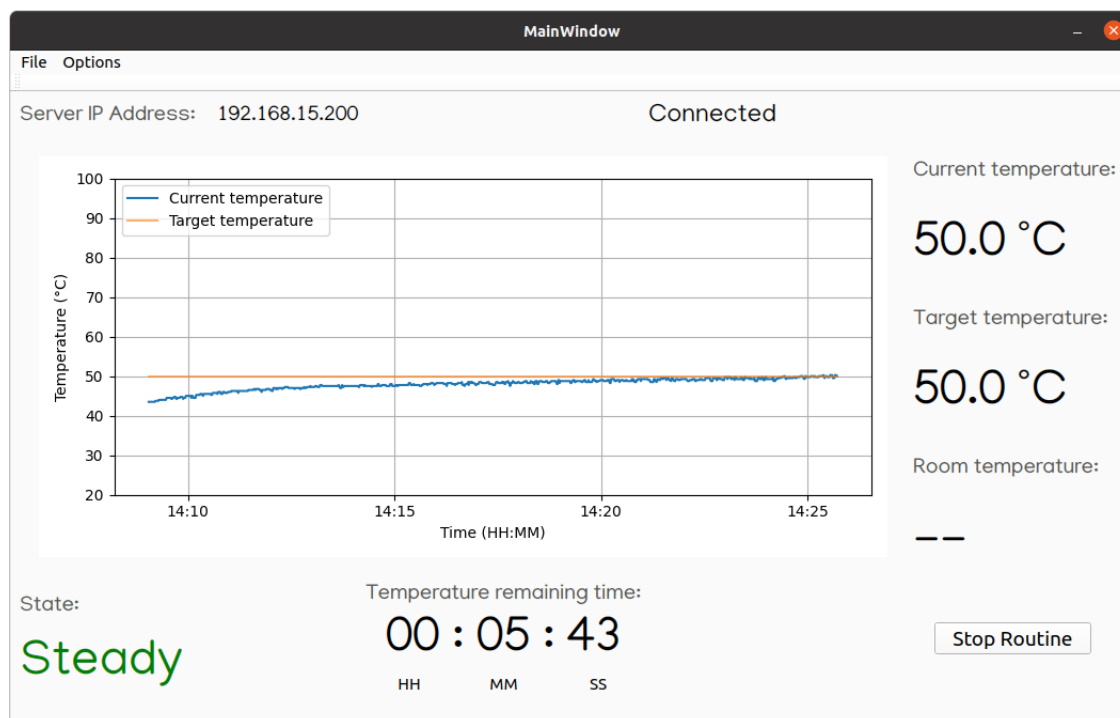 MainWindow
File Options
Server IP Address: 192.168.15.200 Connected
Current temperature:
50.0 °C
Target temperature:
50.0 °C
Room temperature:
--
Current temperature
Target temperature
Temperature (°C)
100
90
80
70
60
50
40
30
20
14:10 14:15 14:20 14:25
Time (HH:MM)
State:
Steady
Temperature remaining time:
00 : 05 : 43
HH MM SS
Stop Routine